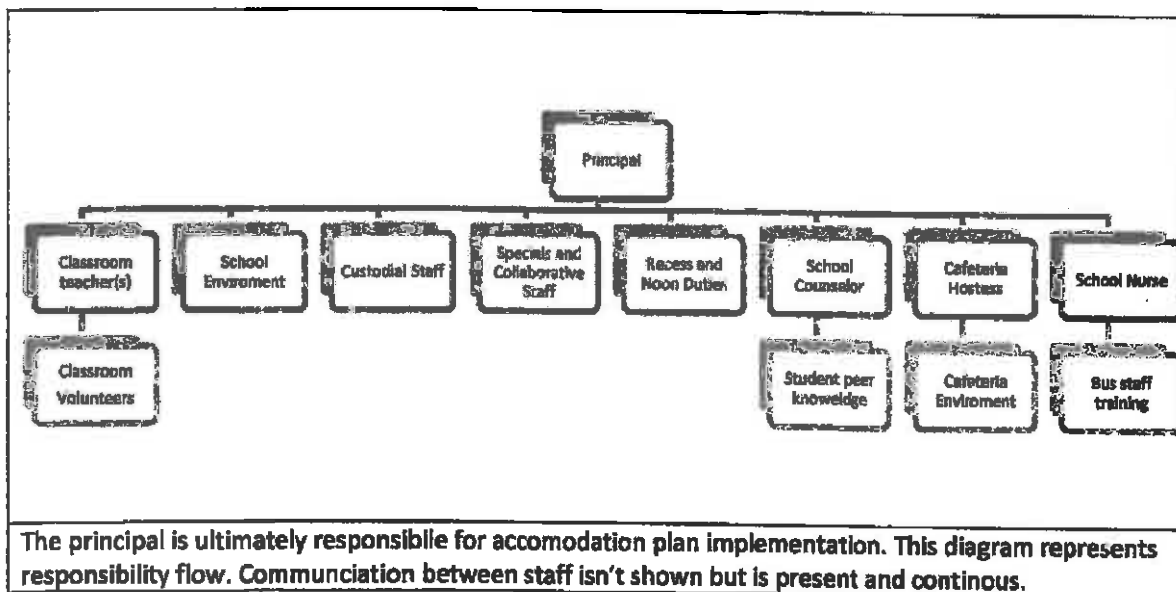 Principal
Classroom
teacher(s)
School
Enviroment
Custodial Staff
Specials and
Collaborative
Staff
Recess and
Noon Duties
School
Counselor
Cafeteria
Hostess
School Nurse
Classroom
volunteers
Student peer
knoweldge
Cafeteria
Enviroment
Bus staff
training
The principal is ultimately responsibile for accomodation plan implementation. This diagram represents
responsibility flow. Communciation between staff isn't shown but is present and continous.